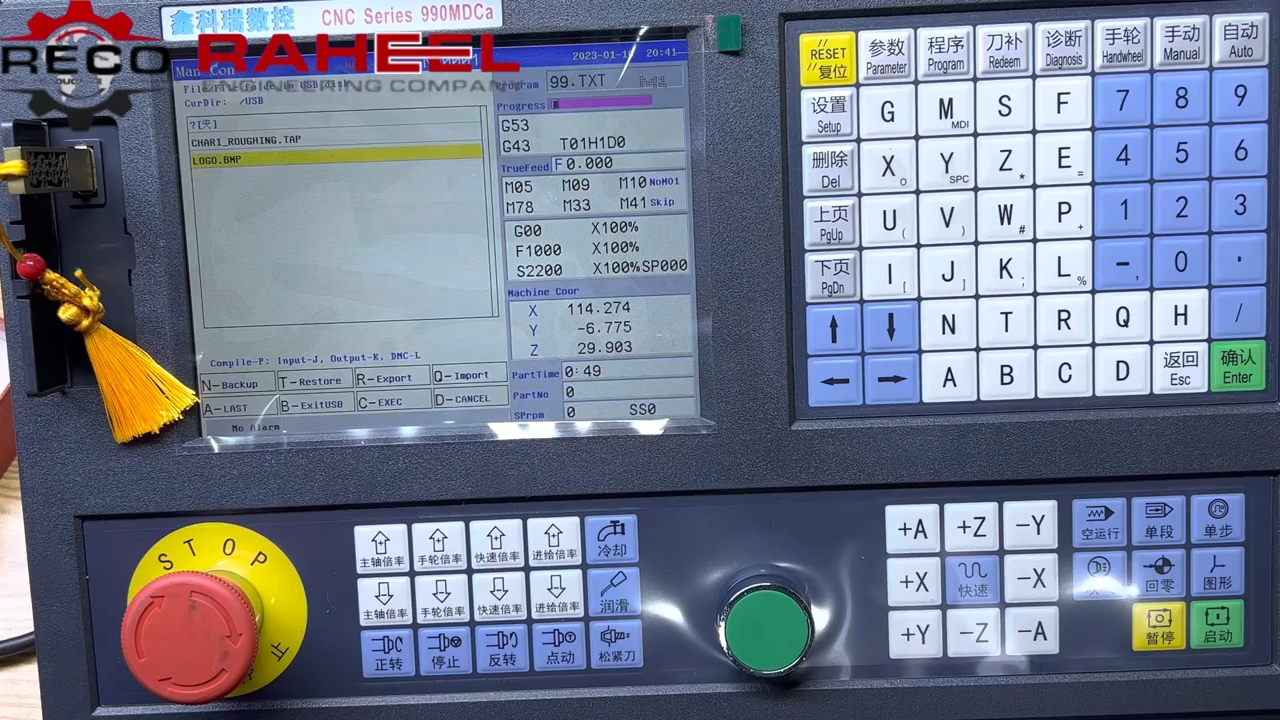 鑫科瑞数控 CNC Series 990MDCa
RECO RAHEEL
ENGINEERING COMPANY
2023-01-1 20:41
CurDir: /USB
?[夹]
CHARI_ROUGHING.TAP
LOGO.BMP
Compile-P; Input-J, Output-K, DNC-L
N-Backup T-Restore R-Export Q-Import
A-LAST B-ExitUSB C-EXEC D-CANCEL
No Alarm
Program 99.TXT
Progress
G53
G43 T01H1D0
TrueFeed F0.000
M05 M09 M10 NoM01
M78 M33 M41 Skip
G00 X100%
F1000 X100%
S2200 X100%SP000
Machine Coor
X 114.274
Y -6.775
Z 29.903
PartTime 0:49
PartNo 0
SPrpm 0 SS0
RESET 复位
参数 Parameter
程序 Program
刀补 Redeem
诊断 Diagnosis
手轮 Handwheel
手动 Manual
自动 Auto
设置 Setup
G M MDI S F 7 8 9
删除 Del
X O Y SPC Z * E = 4 5 6
上页 PgUp
U ( V ) W # P + 1 2 3
下页 PgDn
I [ J ] K ; L % - , 0 .
↑ ↓ N T R Q H /
← → A B C D
返回 Esc
确认 Enter
STOP
止
主轴倍率 手轮倍率 快速倍率 进给倍率 冷却
主轴倍率 手轮倍率 快速倍率 进给倍率 润滑
正转 停止 反转 点动 松紧刀
+A +Z -Y
+X 快速 -X
+Y -Z -A
空运行 单段 单步
回零 图形
暂停 启动